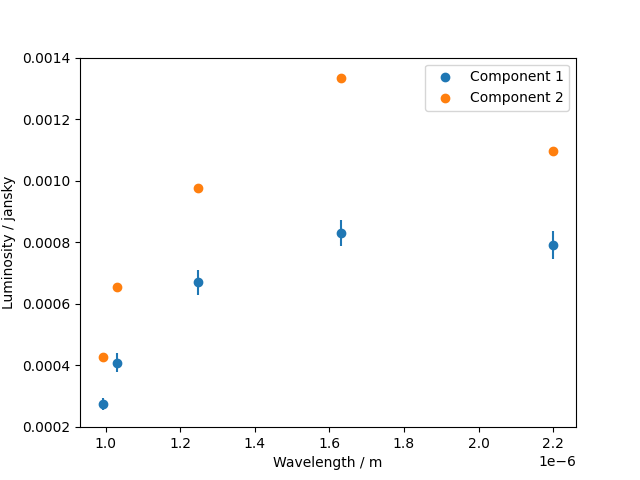 0.0014
0.0012
0.0010
0.0008
0.0006
0.0004
0.0002
Luminosity / jansky
Component 1
Component 2
1.0 1.2 1.4 1.6 1.8 2.0 2.2
1e−6
Wavelength / m